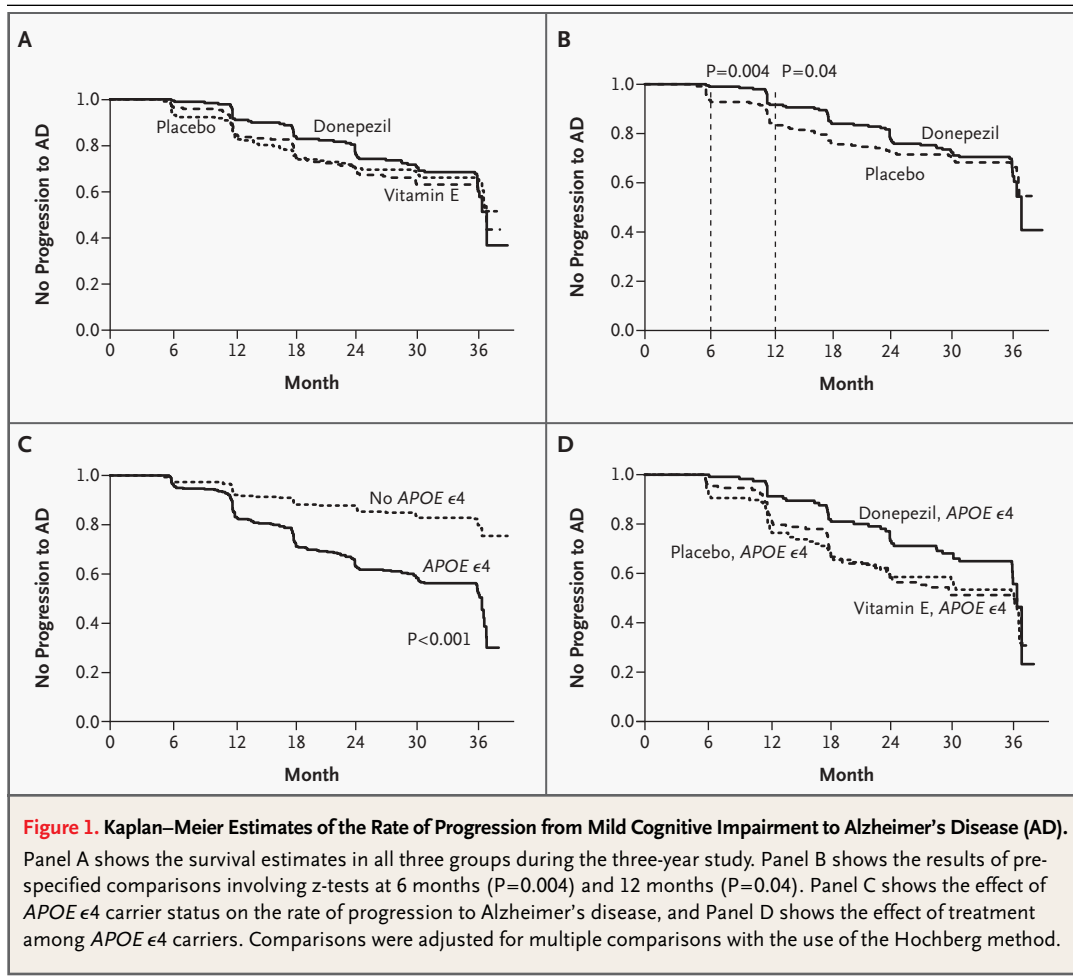 A
No Progression to AD
1.0
0.8
0.6
0.4
0.2
0.0
Placebo
Donepezil
Vitamin E
0 6 12 18 24 30 36
Month
B
P=0.004 P=0.04
No Progression to AD
1.0
0.8
0.6
0.4
0.2
0.0
Donepezil
Placebo
0 6 12 18 24 30 36
Month
C
No Progression to AD
1.0
0.8
0.6
0.4
0.2
0.0
No APOE ϵ4
APOE ϵ4
P<0.001
0 6 12 18 24 30 36
Month
D
No Progression to AD
1.0
0.8
0.6
0.4
0.2
0.0
Donepezil, APOE ϵ4
Placebo, APOE ϵ4
Vitamin E, APOE ϵ4
0 6 12 18 24 30 36
Month
Figure 1. Kaplan–Meier Estimates of the Rate of Progression from Mild Cognitive Impairment to Alzheimer’s Disease (AD).
Panel A shows the survival estimates in all three groups during the three-year study. Panel B shows the results of pre-
specified comparisons involving z-tests at 6 months (P=0.004) and 12 months (P=0.04). Panel C shows the effect of
APOE ϵ4 carrier status on the rate of progression to Alzheimer’s disease, and Panel D shows the effect of treatment
among APOE ϵ4 carriers. Comparisons were adjusted for multiple comparisons with the use of the Hochberg method.